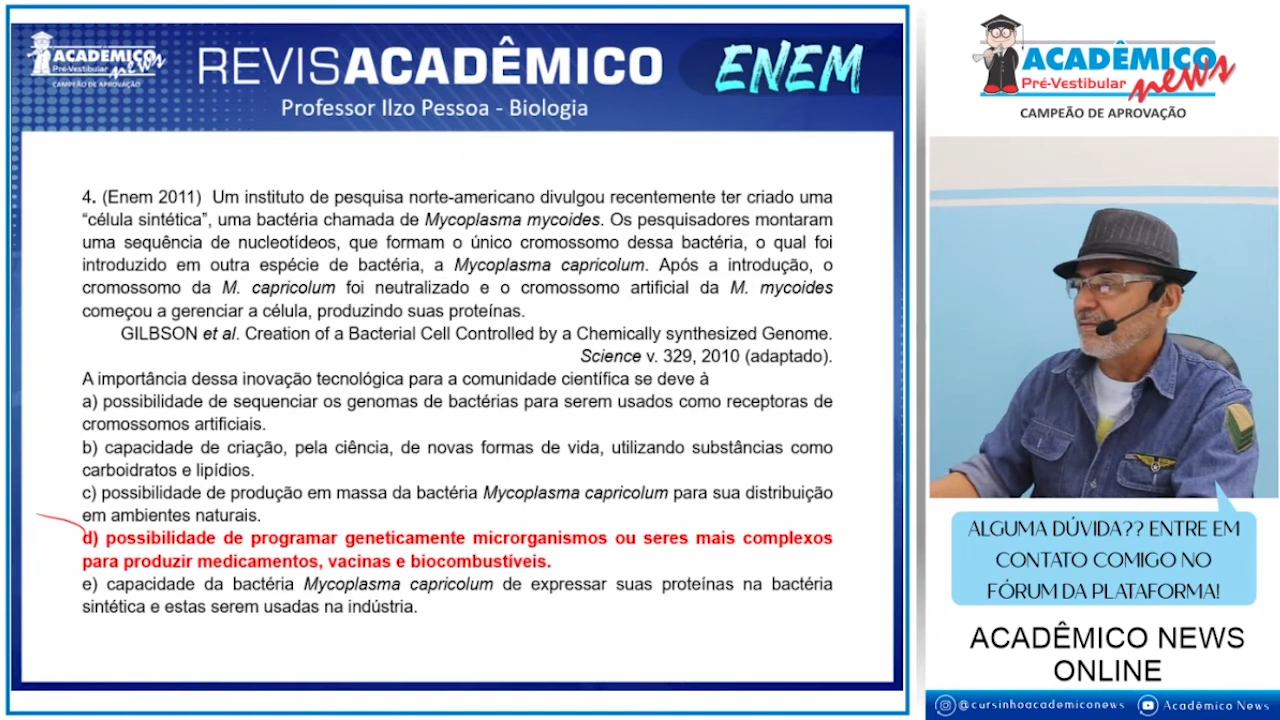 ACADÊMICO
Pré-Vestibular news
CAMPEÃO DE APROVAÇÃO
REVISACADÊMICO
ENEM
Professor Ilzo Pessoa - Biologia
4. (Enem 2011) Um instituto de pesquisa norte-americano divulgou recentemente ter criado uma
“célula sintética”, uma bactéria chamada de Mycoplasma mycoides. Os pesquisadores montaram
uma sequência de nucleotídeos, que formam o único cromossomo dessa bactéria, o qual foi
introduzido em outra espécie de bactéria, a Mycoplasma capricolum. Após a introdução, o
cromossomo da M. capricolum foi neutralizado e o cromossomo artificial da M. mycoides
começou a gerenciar a célula, produzindo suas proteínas.
GILBSON et al. Creation of a Bacterial Cell Controlled by a Chemically synthesized Genome.
Science v. 329, 2010 (adaptado).
A importância dessa inovação tecnológica para a comunidade científica se deve à
a) possibilidade de sequenciar os genomas de bactérias para serem usados como receptoras de
cromossomos artificiais.
b) capacidade de criação, pela ciência, de novas formas de vida, utilizando substâncias como
carboidratos e lipídios.
c) possibilidade de produção em massa da bactéria Mycoplasma capricolum para sua distribuição
em ambientes naturais.
d) possibilidade de programar geneticamente microrganismos ou seres mais complexos
para produzir medicamentos, vacinas e biocombustíveis.
e) capacidade da bactéria Mycoplasma capricolum de expressar suas proteínas na bactéria
sintética e estas serem usadas na indústria.
ACADÊMICO
Pré-Vestibular news
CAMPEÃO DE APROVAÇÃO
ALGUMA DÚVIDA?? ENTRE EM
CONTATO COMIGO NO
FÓRUM DA PLATAFORMA!
ACADÊMICO NEWS
ONLINE
@cursinhoacademiconews
Acadêmico News